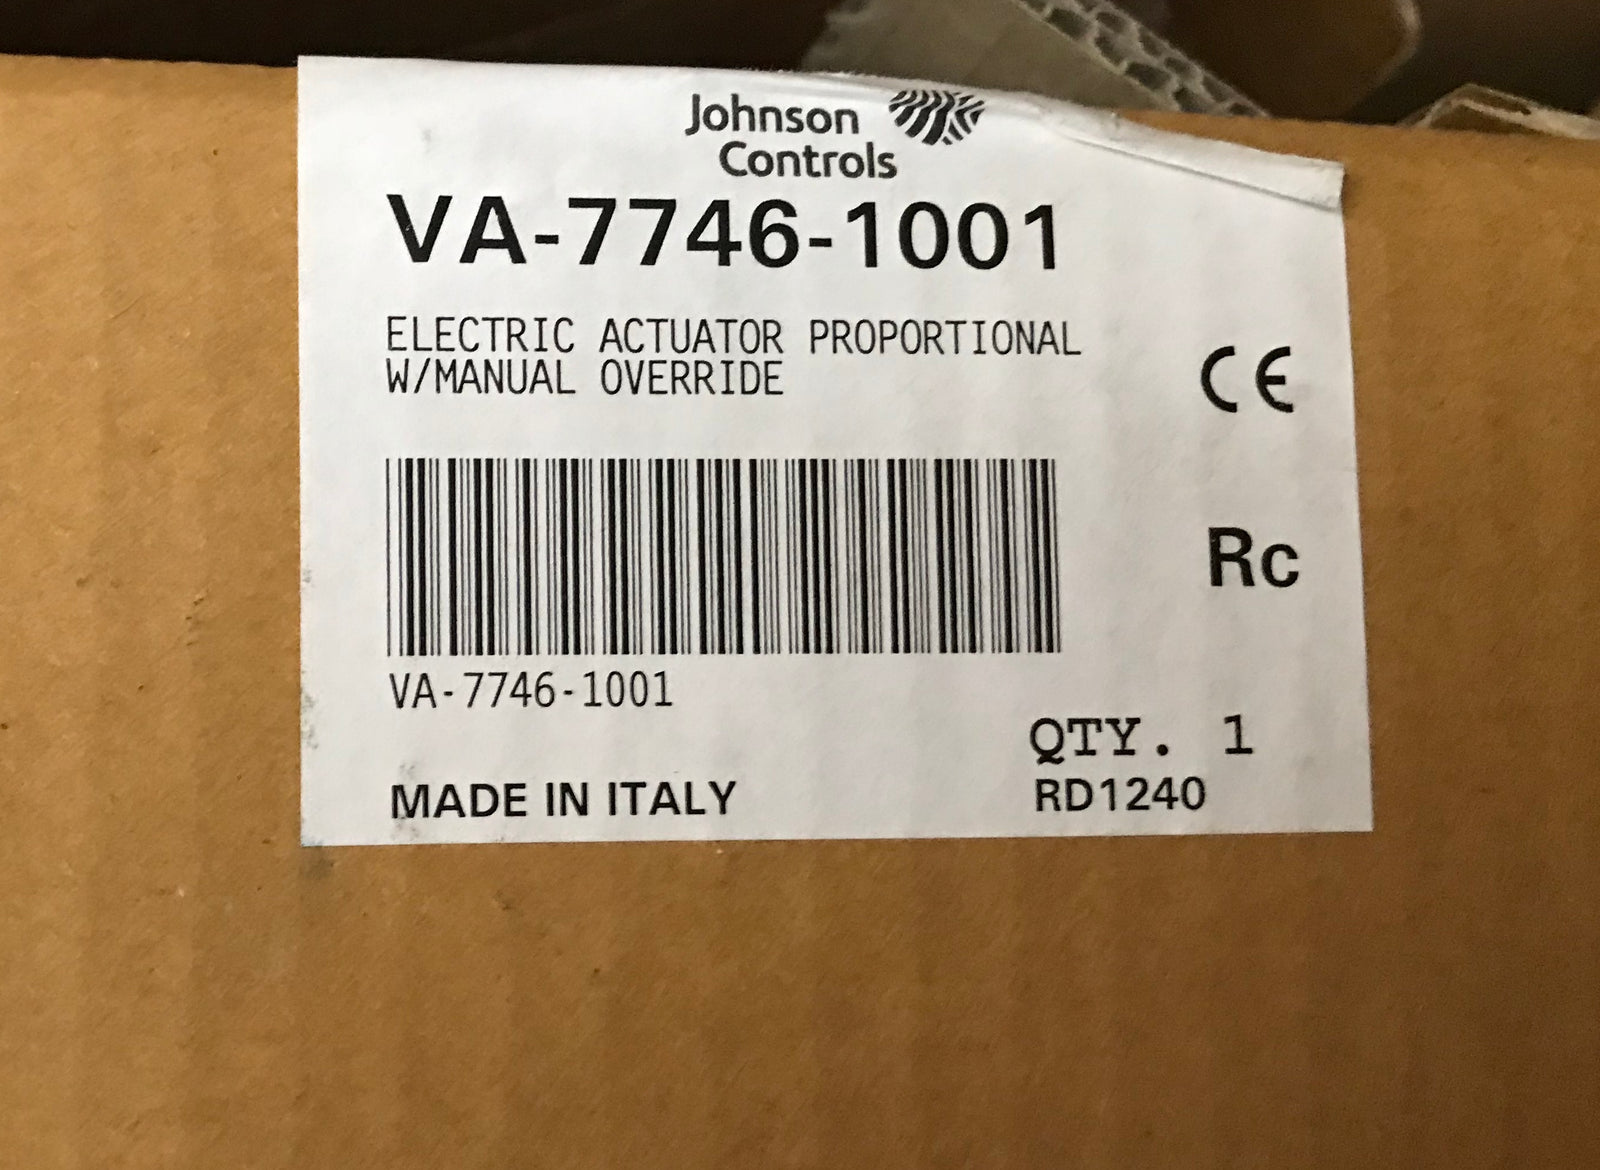 Johnson
Controls
VA-7746-1001
ELECTRIC ACTUATOR PROPORTIONAL
W/MANUAL OVERRIDE
CE
Rc
VA-7746-1001
QTY. 1
MADE IN ITALY
RD1240